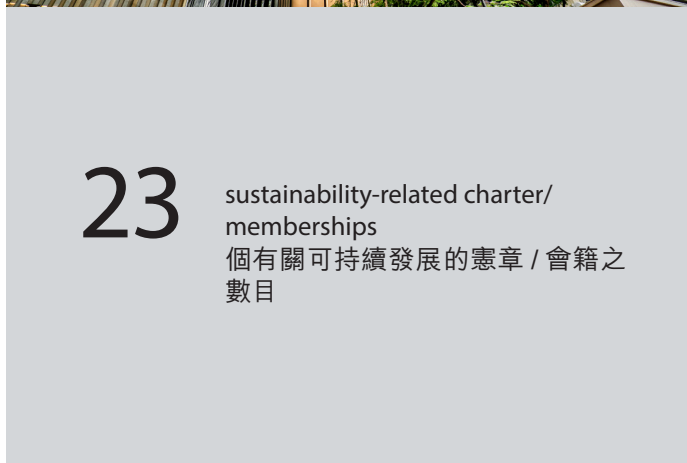 23
sustainability-related charter/
memberships
個有關可持續發展的憲章 / 會籍之
數目